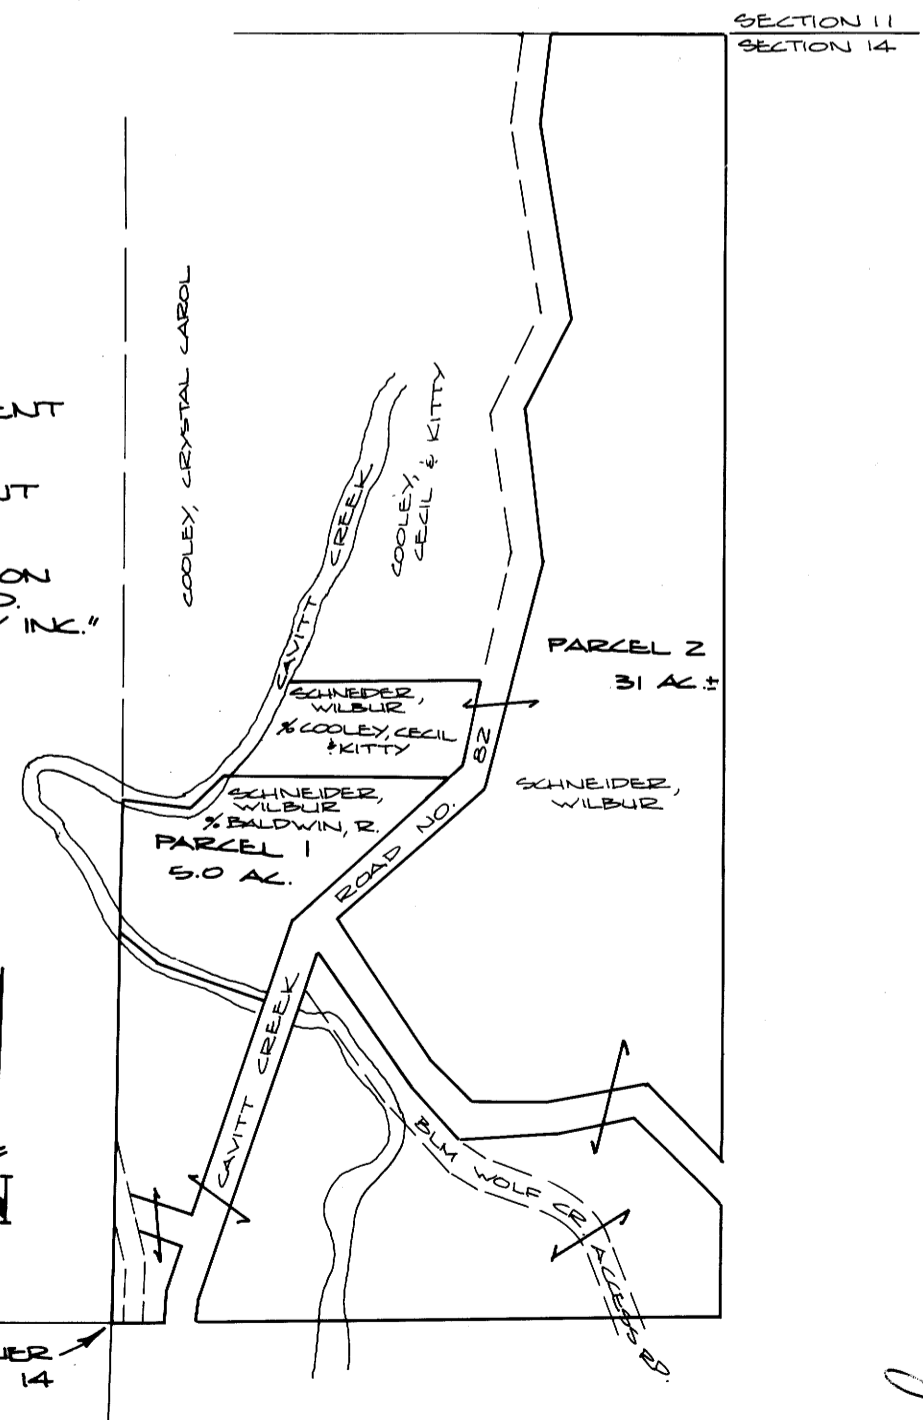 SECTION 11
SECTION 14
COOLEY, CRYSTAL CAROL
COOLEY,
CECIL & KITTY
CAVITT CREEK
INC."
PARCEL 2
31 AC.±
SCHNEIDER,
WILBUR
% COOLEY, CECIL
& KITTY
SCHNEIDER,
WILBUR
SCHNEIDER,
WILBUR
% BALDWIN, R.
PARCEL 1
5.0 AC.
CAVITT CREEK ROAD NO. 82
BLM WOLF CR. ACCESS RD.
14